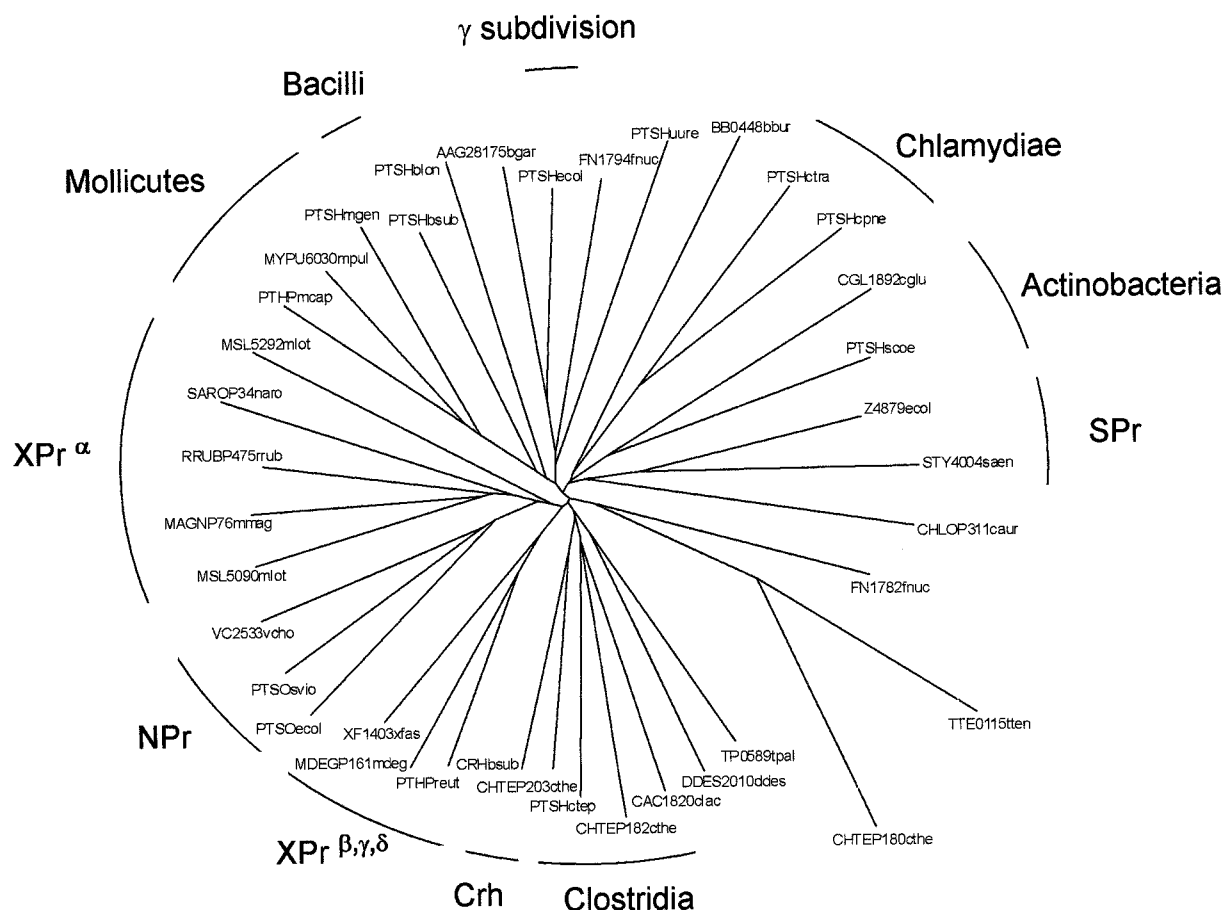 γ subdivision
Bacilli
Mollicutes
Chlamydiae
Actinobacteria
SPr
XPr α
NPr
XPr β,γ,δ
Crh
Clostridia
PTSHblon
AAG28175bgar
PTSHecol
FN1794fnuc
PTSHuure
BB0448bbur
PTSHctra
PTSHcpne
CGL1892cglu
PTSHscoe
Z4879ecol
STY4004saen
CHLOP311caur
FN1782fnuc
TTE0115tten
CHTEP180cthe
TP0589tpal
DDES2010ddes
CAC1820clac
CHTEP182cthe
PTSHctep
CHTEP203cthe
CRHbsub
PTHPreut
MDEGP161mdeg
XF1403xfas
PTSOecol
PTSOsvio
VC2533vcho
MSL5090mlot
MAGNP76mmag
RRUBP475rrub
SAROP34naro
MSL5292mlot
PTHPmcap
MYPU6030mpul
PTSHmgen
PTSHbsub